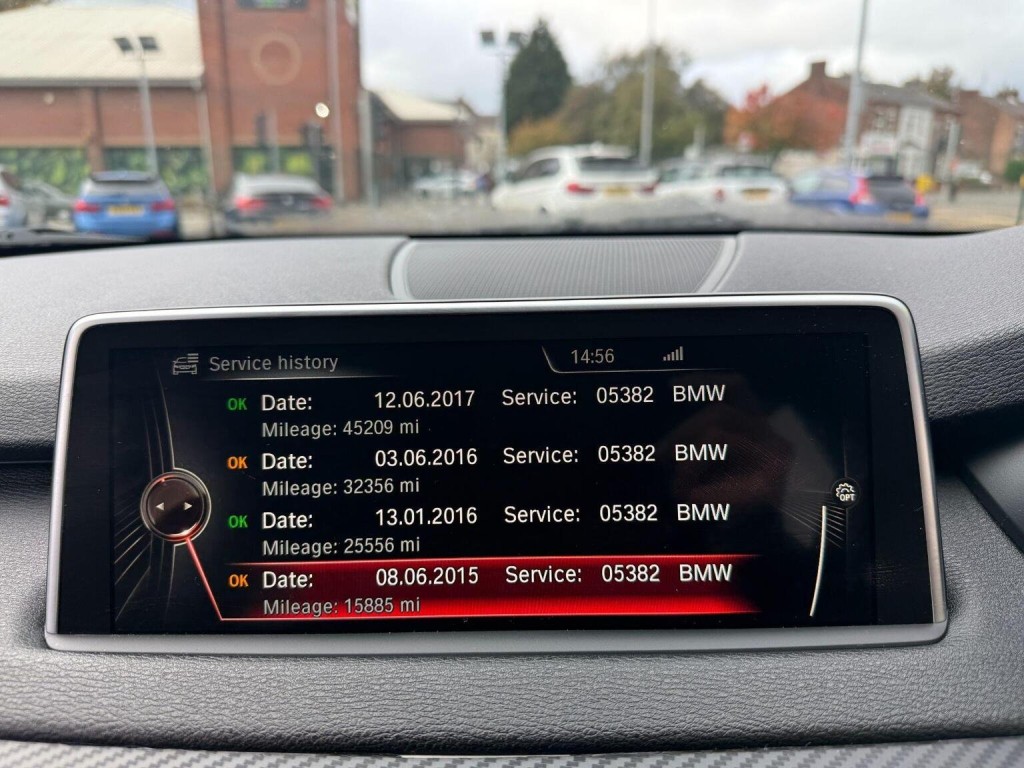 Service history 14:56
OK Date: 12.06.2017 Service: 05382 BMW
Mileage: 45209 mi
OK Date: 03.06.2016 Service: 05382 BMW
Mileage: 32356 mi
OPT
OK Date: 13.01.2016 Service: 05382 BMW
Mileage: 25556 mi
OK Date: 08.06.2015 Service: 05382 BMW
Mileage: 15885 mi